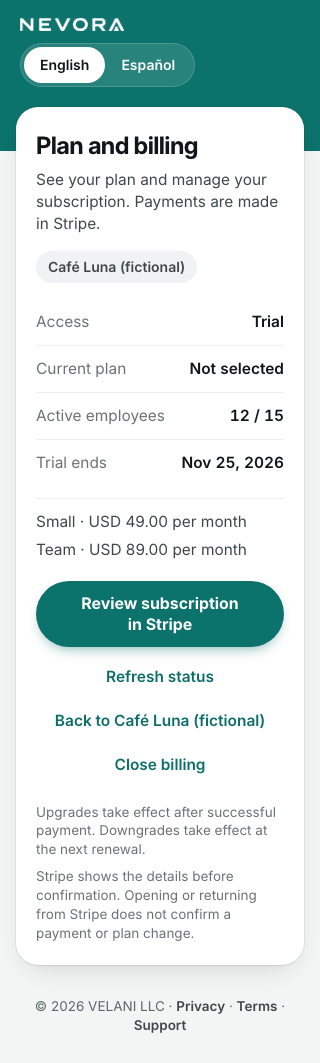 NEVORA
English
Español
Plan and billing
See your plan and manage your
subscription. Payments are made
in Stripe.
Café Luna (fictional)
Access Trial
Current plan Not selected
Active employees 12 / 15
Trial ends Nov 25, 2026
Small · USD 49.00 per month
Team · USD 89.00 per month
Review subscription
in Stripe
Refresh status
Back to Café Luna (fictional)
Close billing
Upgrades take effect after successful
payment. Downgrades take effect at
the next renewal.
Stripe shows the details before
confirmation. Opening or returning
from Stripe does not confirm a
payment or plan change.
© 2026 VELANI LLC · Privacy · Terms ·
Support